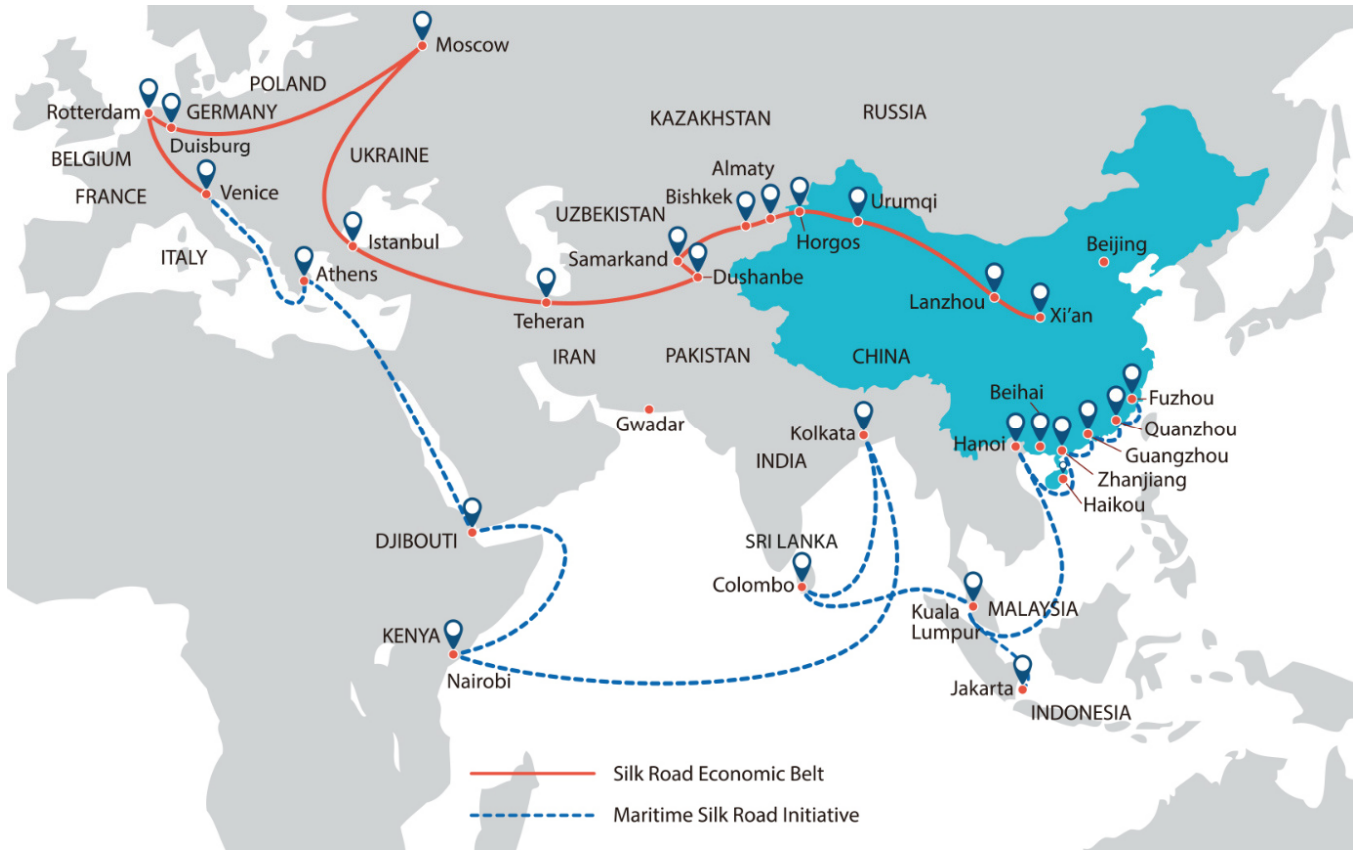 Moscow
POLAND
Rotterdam
GERMANY
Duisburg
BELGIUM
FRANCE
Venice
UKRAINE
KAZAKHSTAN
RUSSIA
Almaty
Bishkek
Urumqi
UZBEKISTAN
Horgos
Istanbul
ITALY
Athens
Samarkand
Dushanbe
Beijing
Lanzhou
Xi'an
Teheran
IRAN
PAKISTAN
CHINA
Beihai
Fuzhou
Gwadar
Kolkata
Hanoi
Quanzhou
Guangzhou
INDIA
Zhanjiang
Haikou
DJIBOUTI
SRI LANKA
Colombo
Kuala
Lumpur
MALAYSIA
KENYA
Nairobi
Jakarta
INDONESIA
Silk Road Economic Belt
Maritime Silk Road Initiative